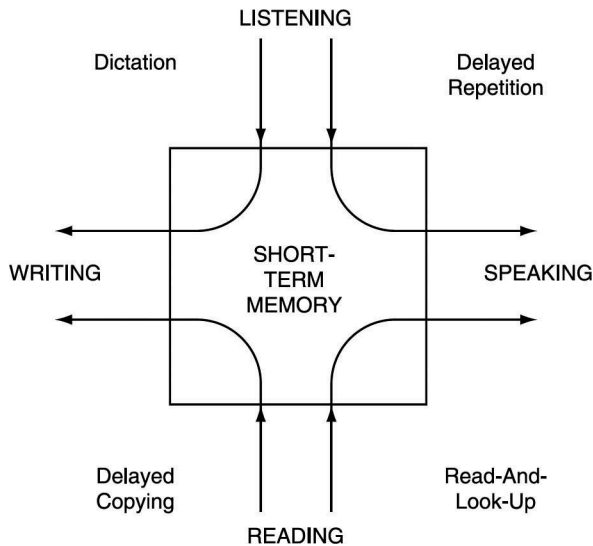 LISTENING
Dictation
Delayed
Repetition
WRITING
SHORT-
TERM
MEMORY
SPEAKING
Delayed
Copying
Read-And-
Look-Up
READING